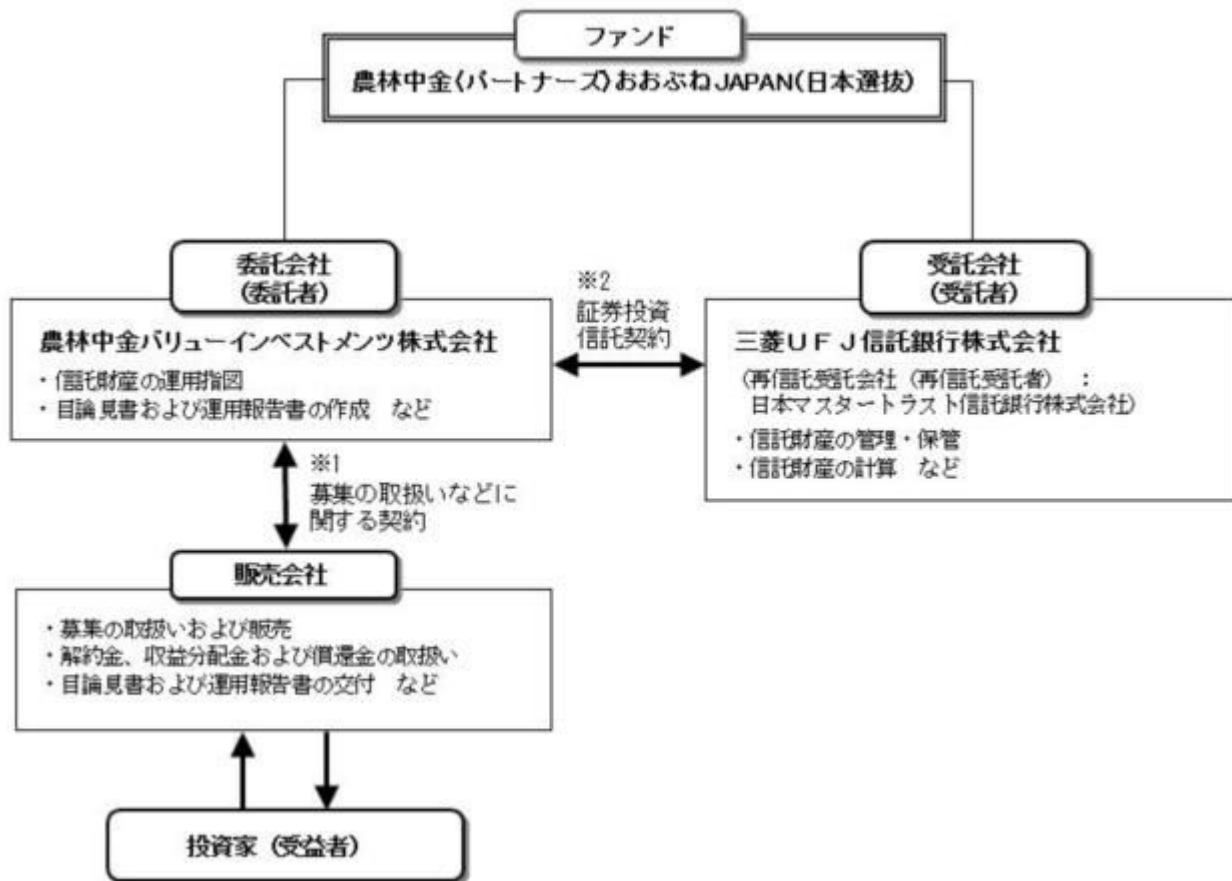 ファンド
農林中金〈パートナーズ〉おおぶねJAPAN(日本選抜)
委託会社
(委託者)
農林中金バリューインベストメンツ株式会社
・信託財産の運用指図
・目論見書および運用報告書の作成　など
※2
証券投資
信託契約
受託会社
(受託者)
三菱ＵＦＪ信託銀行株式会社
(再信託受託会社（再信託受託者）：
日本マスタートラスト信託銀行株式会社)
・信託財産の管理・保管
・信託財産の計算　など
※1
募集の取扱いなどに
関する契約
販売会社
・募集の取扱いおよび販売
・解約金、収益分配金および償還金の取扱い
・目論見書および運用報告書の交付　など
投資家（受益者）